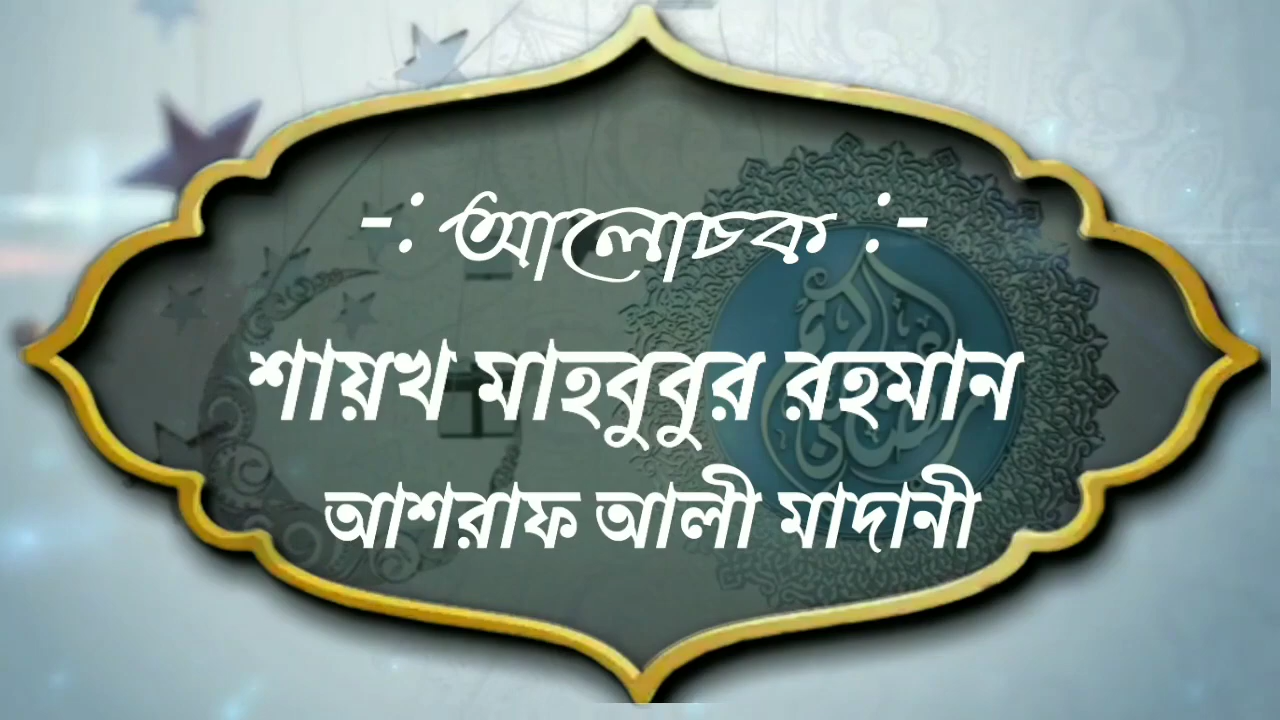 -: আলোচক :-
শায়খ মাহবুবুর রহমান
আশরাফ আলী মাদানী